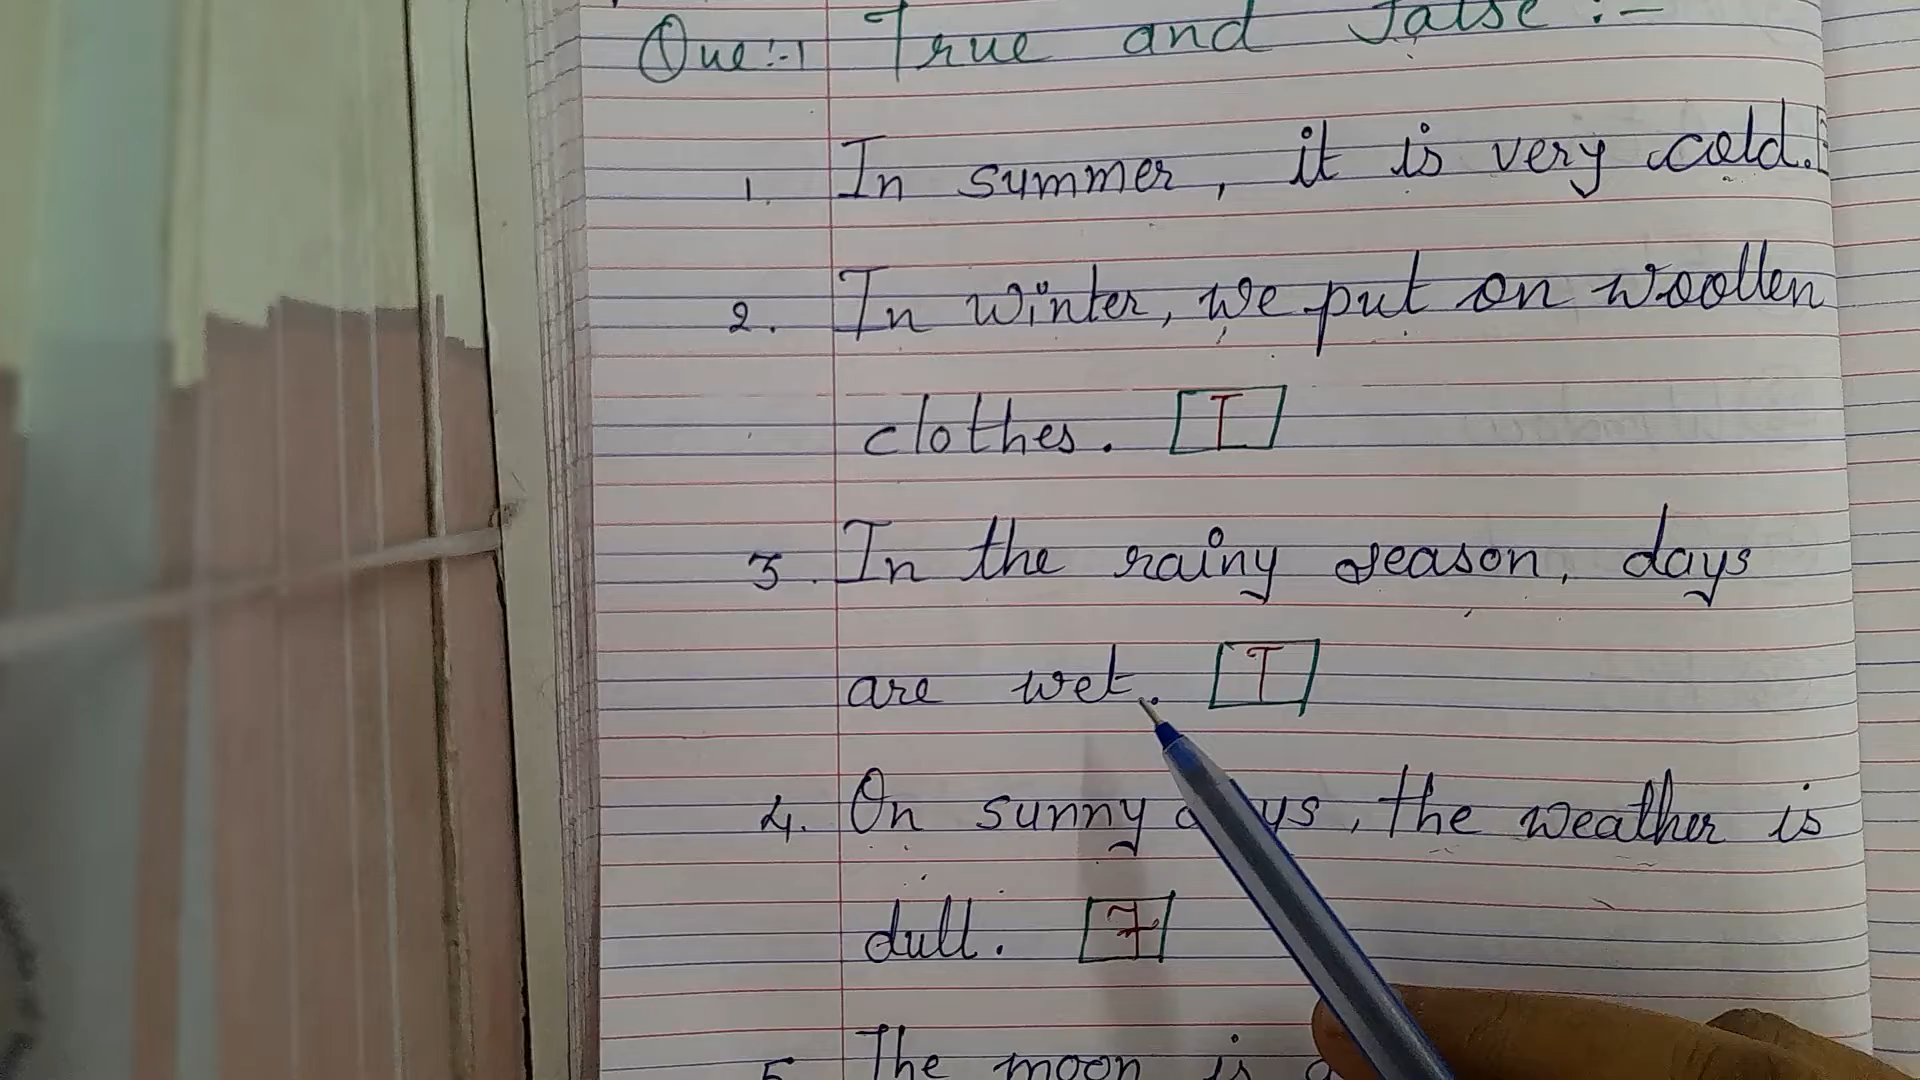 Que:-1 True and False :-
1. In summer, it is very cold.
2. In winter, we put on woollen
clothes. T
3. In the rainy season, days
are wet. T
4. On sunny days, the weather is
dull. F
5. The moon is